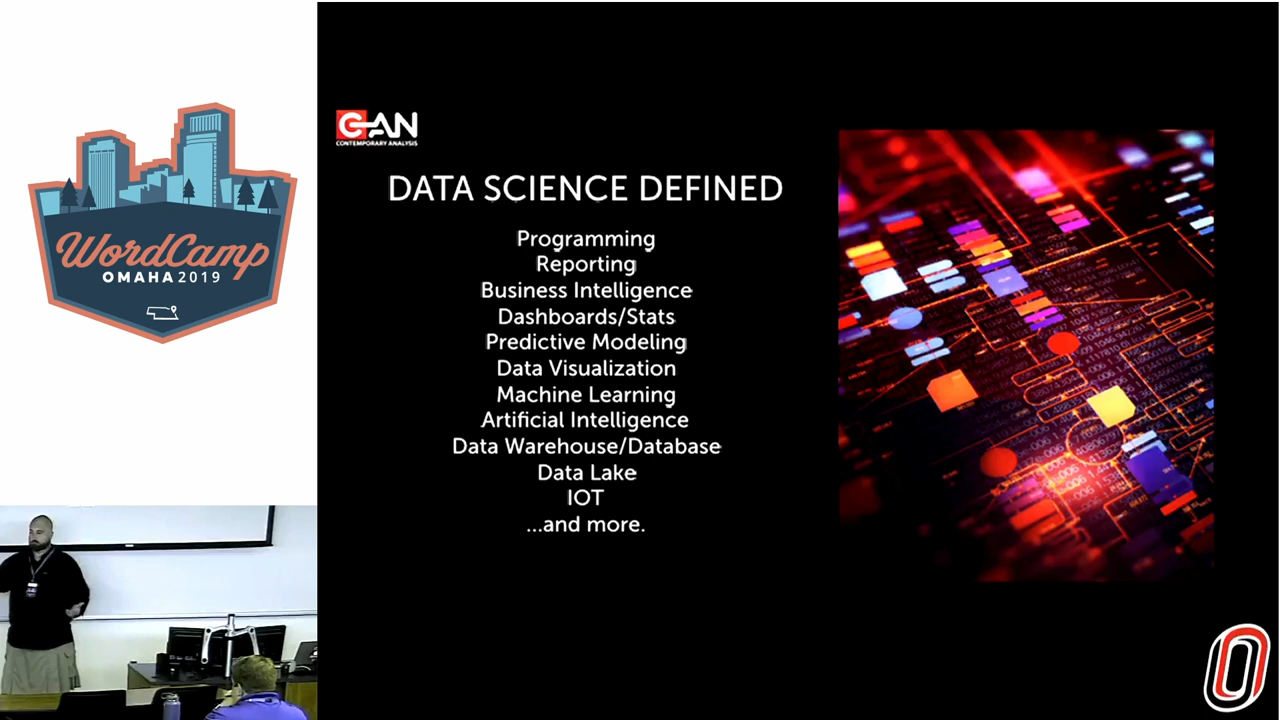 WordCamp
OMAHA 2019
CAN
CONTEMPORARY ANALYSIS
DATA SCIENCE DEFINED
Programming
Reporting
Business Intelligence
Dashboards/Stats
Predictive Modeling
Data Visualization
Machine Learning
Artificial Intelligence
Data Warehouse/Database
Data Lake
IOT
...and more.